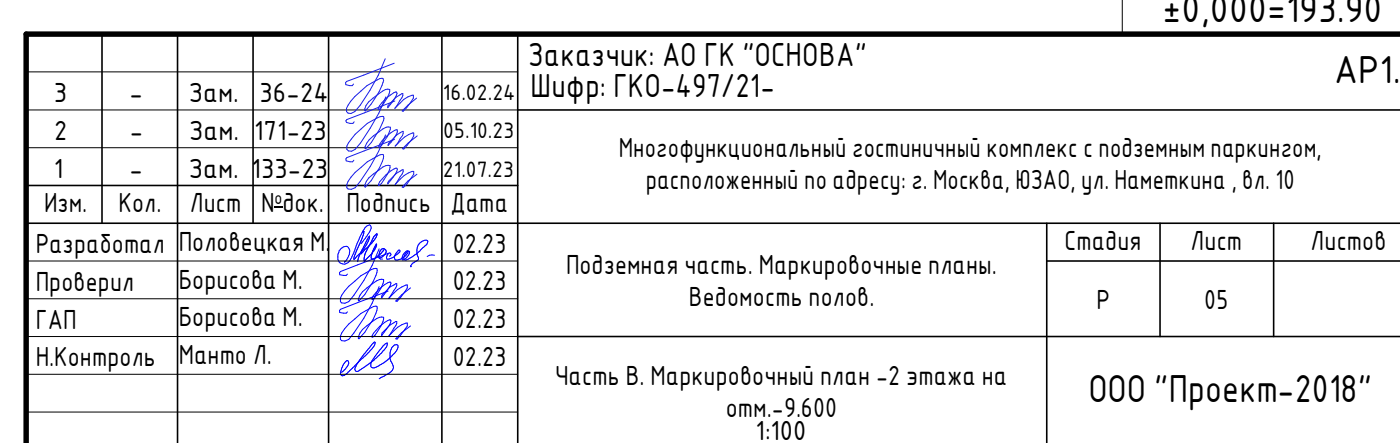 ±0,000=193.90
Заказчик: АО ГК "ОСНОВА"
Шифр: ГКО-497/21-
АР1.
3 - Зам. 36-24 16.02.24
2 - Зам. 171-23 05.10.23
1 - Зам. 133-23 21.07.23
Изм. Кол. Лист №док. Подпись Дата
Многофункциональный гостиничный комплекс с подземным паркингом,
расположенный по адресу: г. Москва, ЮЗАО, ул. Наметкина , вл. 10
Разработал Половецкая М. 02.23
Проверил Борисова М. 02.23
ГАП Борисова М. 02.23
Н.Контроль Манто Л. 02.23
Подземная часть. Маркировочные планы.
Ведомость полов.
Стадия Лист Листов
Р 05
Часть В. Маркировочный план -2 этажа на
отм.-9.600
1:100
ООО "Проект-2018"